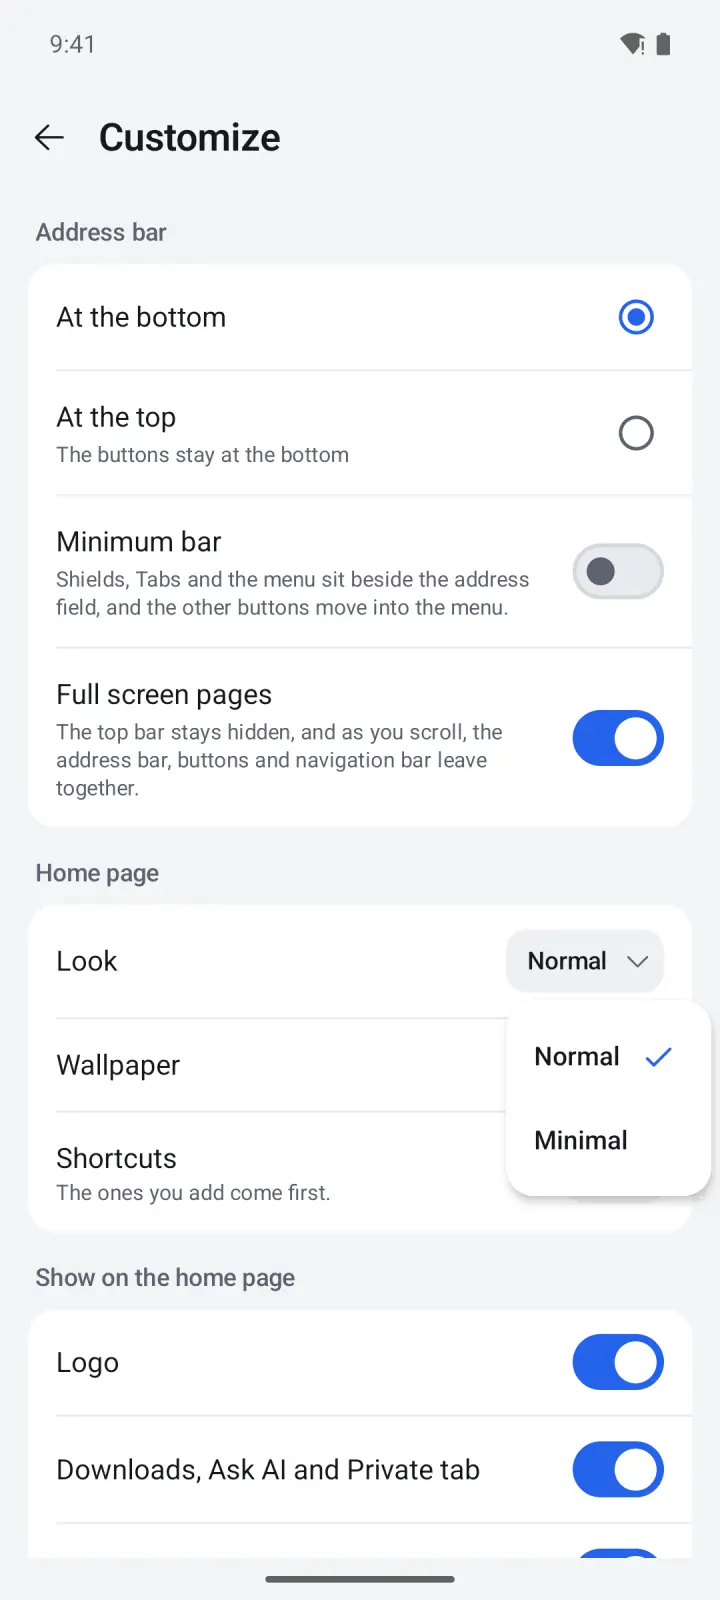 9:41
Customize
Address bar
At the bottom
At the top
The buttons stay at the bottom
Minimum bar
Shields, Tabs and the menu sit beside the address
field, and the other buttons move into the menu.
Full screen pages
The top bar stays hidden, and as you scroll, the
address bar, buttons and navigation bar leave
together.
Home page
Look
Normal
Normal
Wallpaper
Minimal
Shortcuts
The ones you add come first.
Show on the home page
Logo
Downloads, Ask AI and Private tab